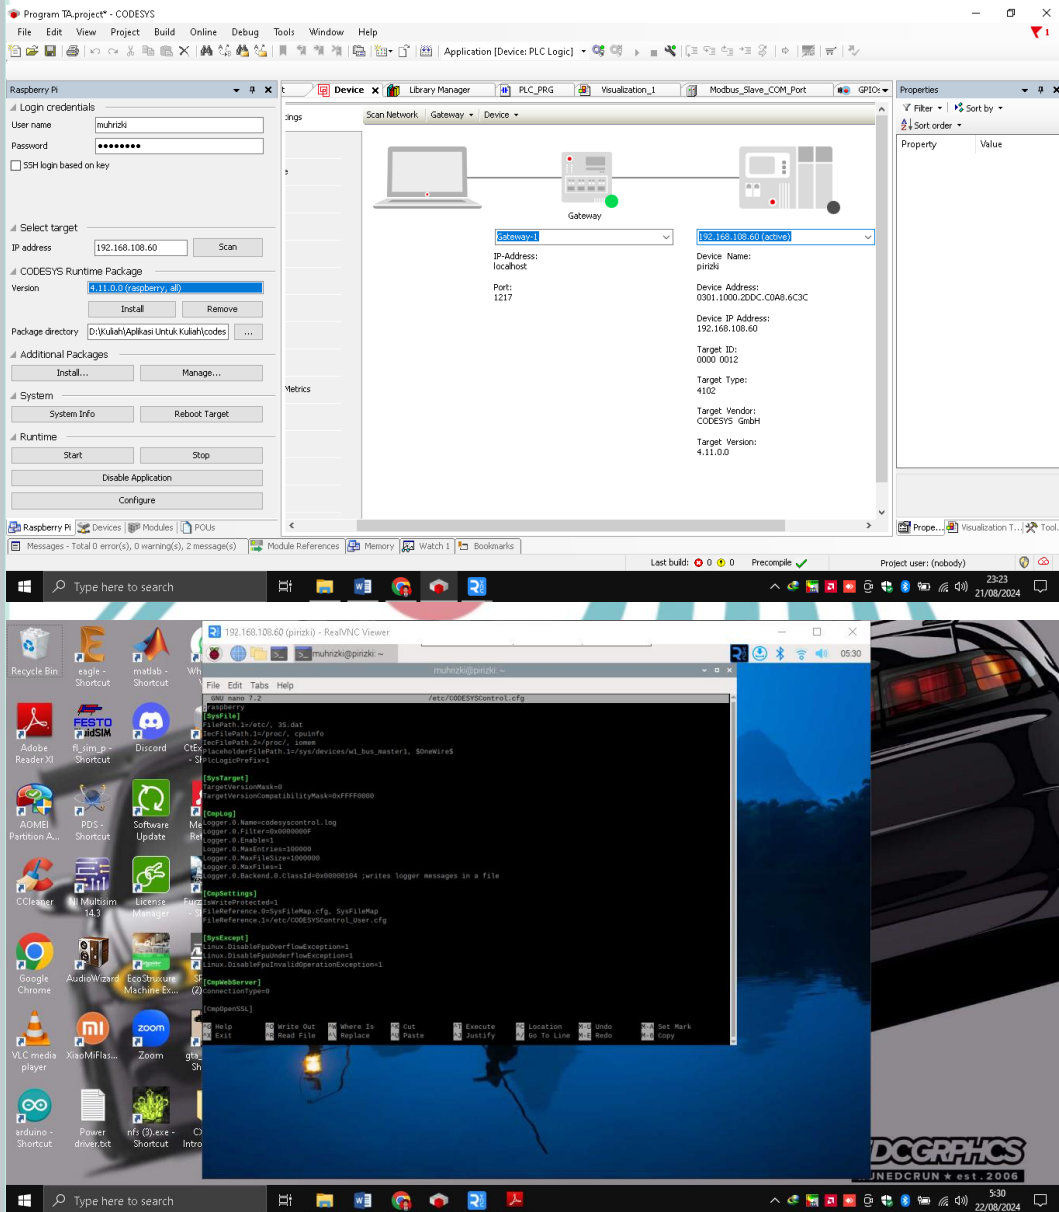 Program TA.project* - CODESYS
File Edit View Project Build Online Debug Tools Window Help
1
Application [Device: PLC Logic]
Raspberry Pi
Device
Library Manager
PLC_PRG
Visualization_1
Modbus_Slave_COM_Port
GPIOs
Properties
Login credentials
User name
muhrizki
Password
SSH login based on key
Select target
IP address
192.168.108.60
Scan
CODESYS Runtime Package
Version
4.11.0.0 (raspberry, all)
Install
Remove
Package directory
D:\Kuliah\Aplikasi Untuk Kuliah\codes
...
Additional Packages
Install...
Manage...
System
System Info
Reboot Target
Runtime
Start
Stop
Disable Application
Configure
Raspberry Pi
Devices
Modules
POUs
tings
Metrics
Scan Network
Gateway
Device
Gateway
Gateway-1
IP-Address:
localhost
Port:
1217
192.168.108.60 (active)
Device Name:
pirizki
Device Address:
0301.1000.2DDC.C0A8.6C3C
Device IP Address:
192.168.108.60
Target ID:
0000 0012
Target Type:
4102
Target Vendor:
CODESYS GmbH
Target Version:
4.11.0.0
Filter
Sort by
Sort order
Property
Value
Prope...
Visualization T...
Tool.
Messages - Total 0 error(s), 0 warning(s), 2 message(s)
Module References
Memory
Watch 1
Bookmarks
Last build: 0 0
Precompile
Project user: (nobody)
Type here to search
23:23
21/08/2024
192.168.108.60 (pirizki) - RealVNC Viewer
muhrizki@pirizki: ~
05:30
muhrizki@pirizki: ~
File Edit Tabs Help
GNU nano 7.2 /etc/CODESYSControl.cfg
raspberry
[SysFile]
FilePath.1=/etc/, 3S.dat
IecFilePath.1=/proc/, cpuinfo
IecFilePath.2=/proc/, iomem
PlaceholderFilePath.1=/sys/devices/w1_bus_master1, $OneWire$
PlcLogicPrefix=1
[SysTarget]
TargetVersionMask=0
TargetVersionCompatibilityMask=0xFFFF0000
[CmpLog]
Logger.0.Name=codesyscontrol.log
Logger.0.Filter=0x0000000F
Logger.0.Enable=1
Logger.0.MaxEntries=100000
Logger.0.MaxFileSize=1000000
Logger.0.MaxFiles=1
Logger.0.Backend.0.ClassId=0x00000104 ;writes logger messages in a file
[CmpSettings]
IsWriteProtected=1
FileReference.0=SysFileMap.cfg, SysFileMap
FileReference.1=/etc/CODESYSControl_User.cfg
[SysExcept]
Linux.DisableFpuOverflowException=1
Linux.DisableFpuUnderflowException=1
Linux.DisableFpuInvalidOperationException=1
[CmpWebServer]
ConnectionType=0
[CmpOpenSSL]
^G Help ^O Write Out ^W Where Is ^K Cut ^T Execute ^C Location M-U Undo M-A Set Mark
^X Exit ^R Read File ^\ Replace ^U Paste ^J Justify ^/ Go To Line M-E Redo M-6 Copy
Recycle Bin
eagle - Shortcut
matlab - Shortcut
Adobe Reader XI
FESTO
fl_sim_p - Shortcut
Discord
AOMEI Partition A...
PDS - Shortcut
Software Update
CCleaner
NI Multisim 14.3
License Manager
Google Chrome
AudioWizard
EcoStruxure Machine Ex...
VLC media player
XiaoMiFlas...
zoom
Zoom
arduino - Shortcut
Power driver.txt
nfs (3).exe - Shortcut
DCGRPHCS
UNEDCRUN ★ est. 2006
Type here to search
5:30
22/08/2024